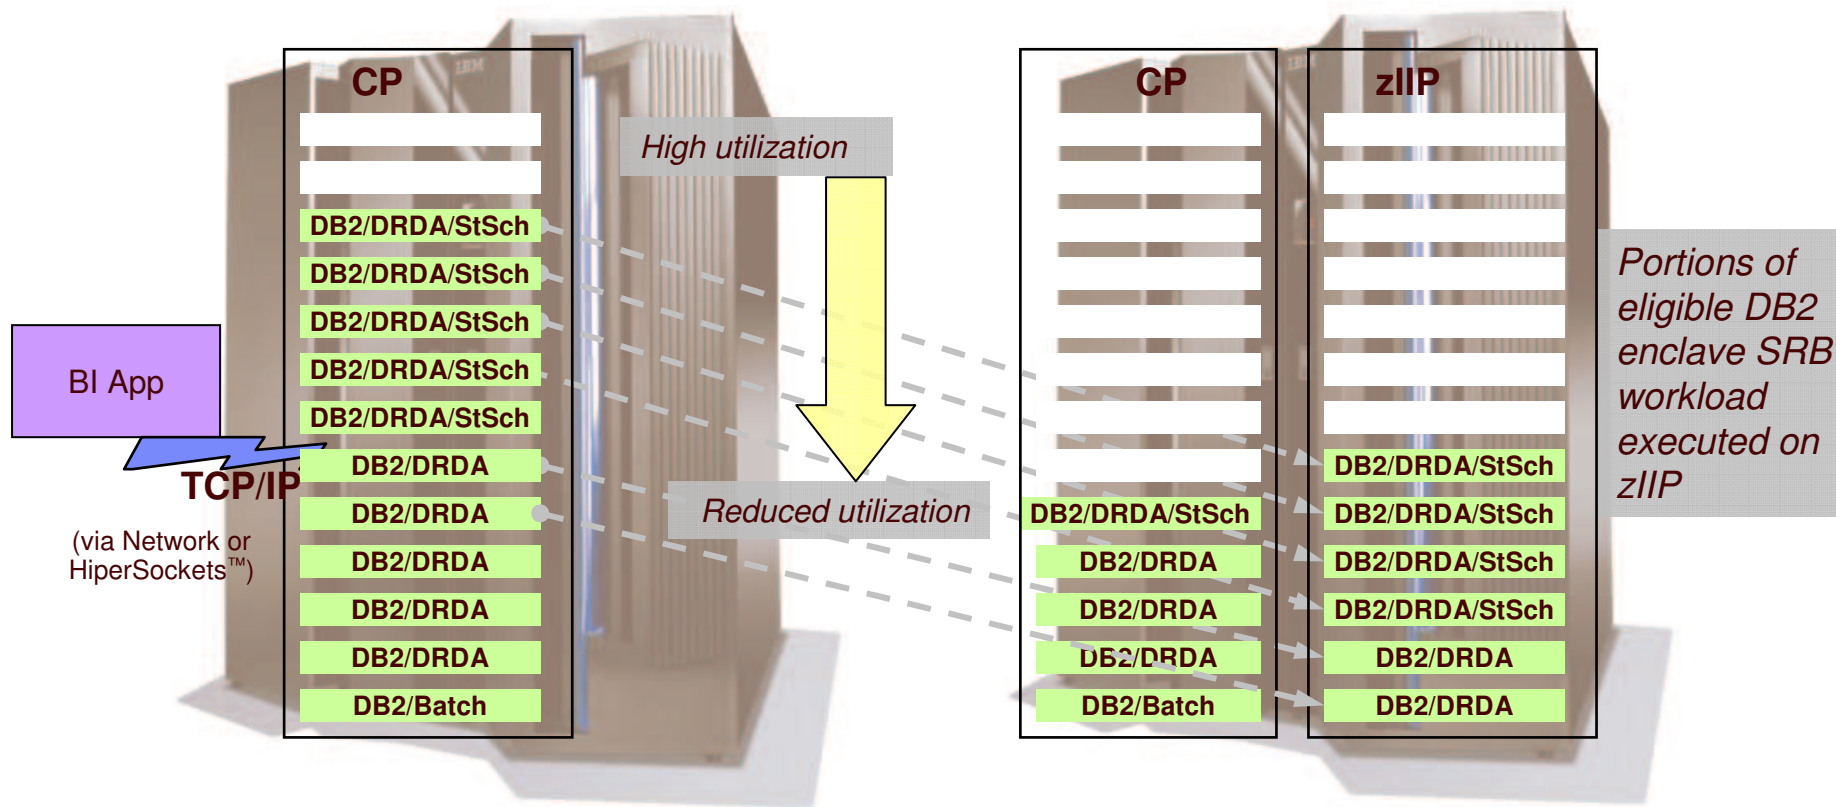 CP
High utilization
DB2/DRDA/StSch
DB2/DRDA/StSch
DB2/DRDA/StSch
DB2/DRDA/StSch
DB2/DRDA/StSch
DB2/DRDA
DB2/DRDA
DB2/DRDA
DB2/DRDA
DB2/DRDA
DB2/Batch
BI App
TCP/IP
(via Network or
HiperSockets™)
Reduced utilization
CP
DB2/DRDA/StSch
DB2/DRDA
DB2/DRDA
DB2/DRDA
DB2/Batch
zIIP
DB2/DRDA/StSch
DB2/DRDA/StSch
DB2/DRDA/StSch
DB2/DRDA/StSch
DB2/DRDA
DB2/DRDA
Portions of
eligible DB2
enclave SRB
workload
executed on
zIIP